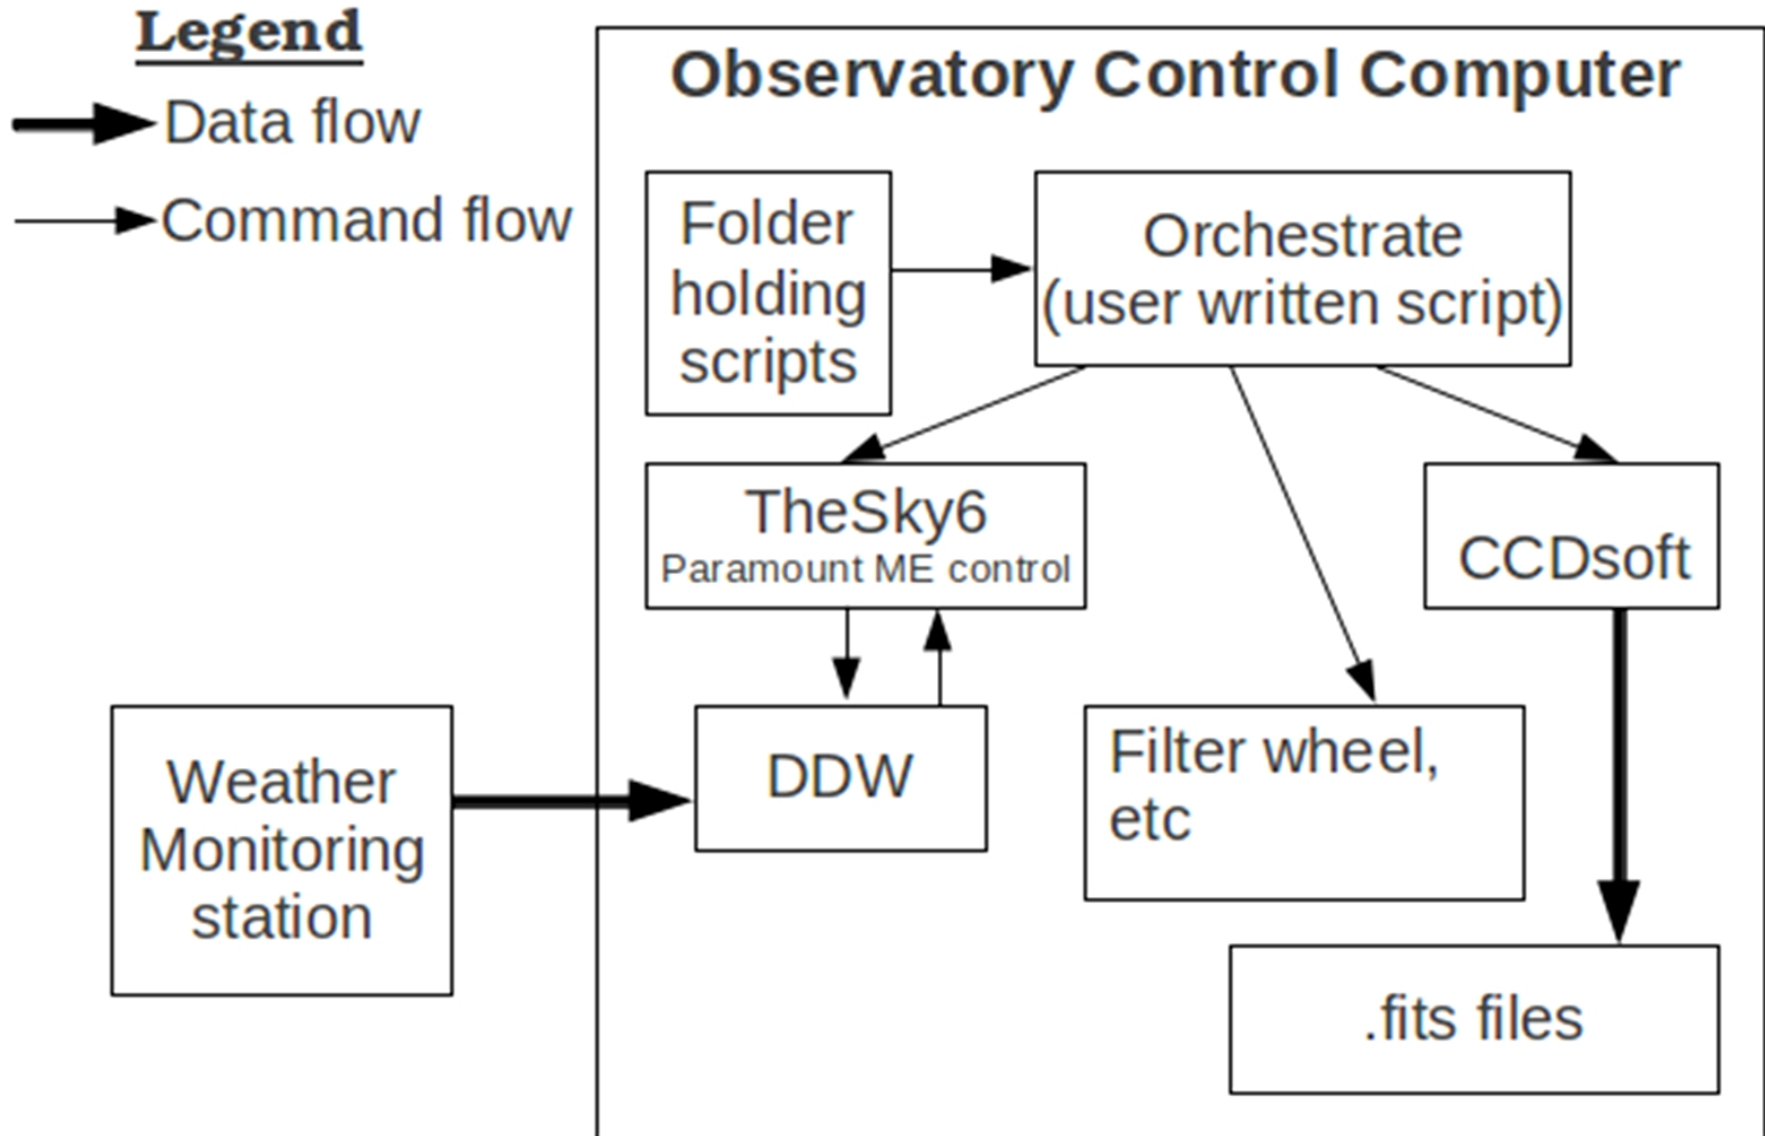 Legend
Data flow
Command flow
Observatory Control Computer
Folder
holding
scripts
Orchestrate
(user written script)
TheSky6
Paramount ME control
CCDsoft
Weather
Monitoring
station
DDW
Filter wheel,
etc
.fits files